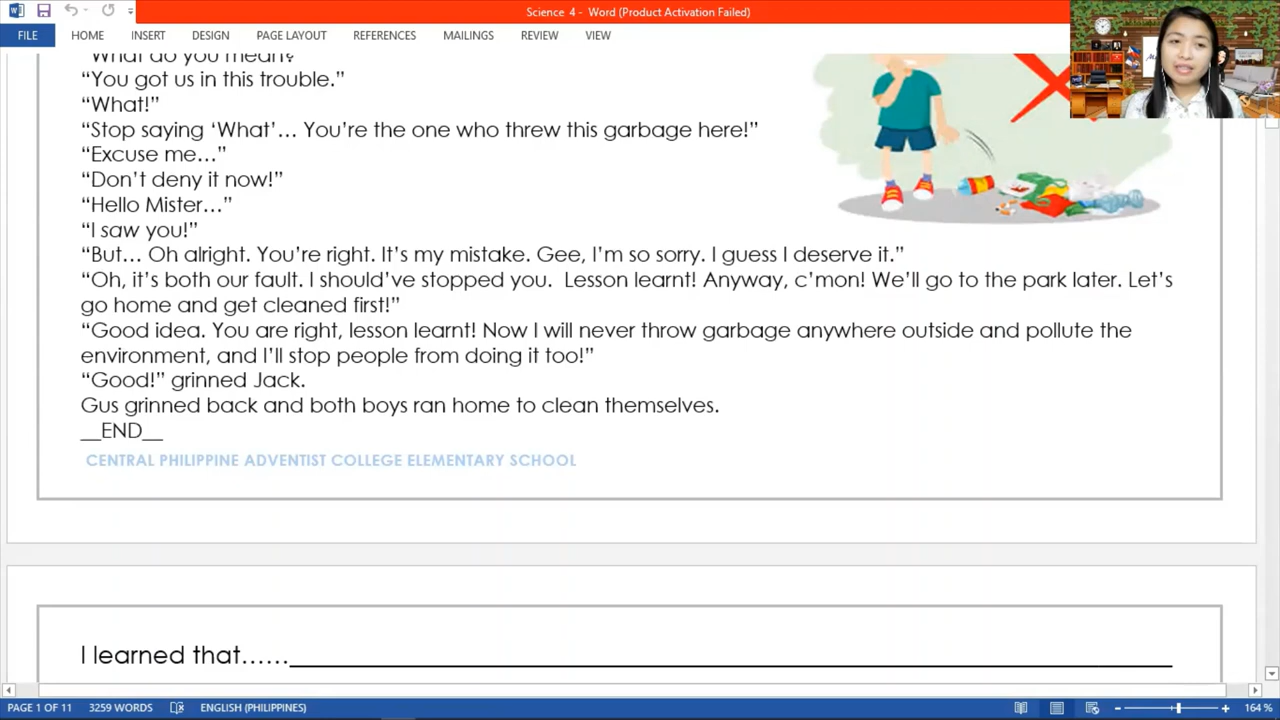 Science 4 - Word (Product Activation Failed)
FILE HOME INSERT DESIGN PAGE LAYOUT REFERENCES MAILINGS REVIEW VIEW
“What do you mean?
“You got us in this trouble.”
“What!”
“Stop saying ‘What’… You’re the one who threw this garbage here!”
“Excuse me…”
“Don’t deny it now!”
“Hello Mister…”
“I saw you!”
“But… Oh alright. You’re right. It’s my mistake. Gee, I’m so sorry. I guess I deserve it.”
“Oh, it’s both our fault. I should’ve stopped you.  Lesson learnt! Anyway, c’mon! We’ll go to the park later. Let’s
go home and get cleaned first!”
“Good idea. You are right, lesson learnt! Now I will never throw garbage anywhere outside and pollute the
environment, and I’ll stop people from doing it too!”
“Good!” grinned Jack.
Gus grinned back and both boys ran home to clean themselves.
__END__
CENTRAL PHILIPPINE ADVENTIST COLLEGE ELEMENTARY SCHOOL
I learned that……______________________________
PAGE 1 OF 11 3259 WORDS ENGLISH (PHILIPPINES) 164 %